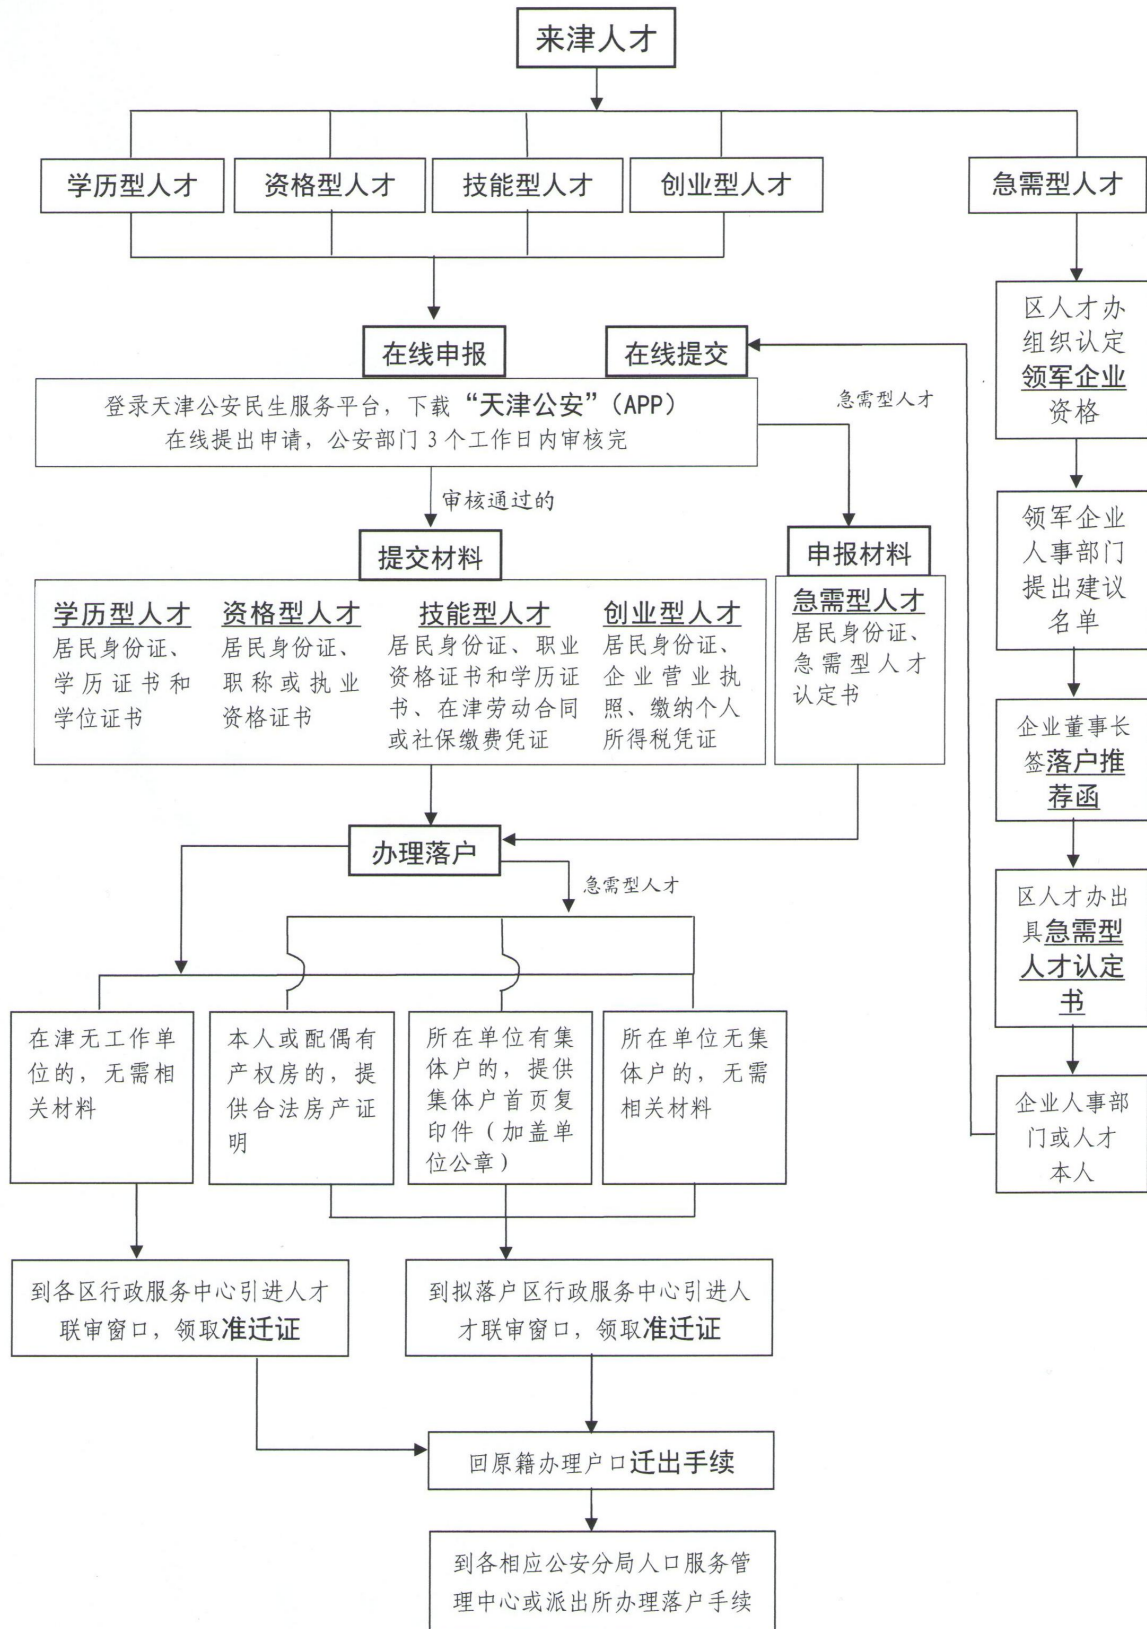 来津人才
学历型人才
资格型人才
技能型人才
创业型人才
急需型人才
区人才办
组织认定
领军企业
资格
领军企业
人事部门
提出建议
名单
企业董事长
签落户推
荐函
区人才办出
具急需型
人才认定
书
企业人事部
门或人才
本人
在线申报
在线提交
登录天津公安民生服务平台，下载“天津公安”（APP）
在线提出申请，公安部门3个工作日内审核完
急需型人才
审核通过的
提交材料
申报材料
学历型人才
居民身份证、
学历证书和
学位证书
资格型人才
居民身份证、
职称或执业
资格证书
技能型人才
居民身份证、职业
资格证书和学历证
书、在津劳动合同
或社保缴费凭证
创业型人才
居民身份证、
企业营业执
照、缴纳个人
所得税凭证
急需型人才
居民身份证、
急需型人才
认定书
办理落户
急需型人才
在津无工作单
位的，无需相
关材料
本人或配偶有
产权房的，提
供合法房产证
明
所在单位有集
体户的，提供
集体户首页复
印件（加盖单
位公章）
所在单位无集
体户的，无需
相关材料
到各区行政服务中心引进人才
联审窗口，领取准迁证
到拟落户区行政服务中心引进人
才联审窗口，领取准迁证
回原籍办理户口迁出手续
到各相应公安分局人口服务管
理中心或派出所办理落户手续